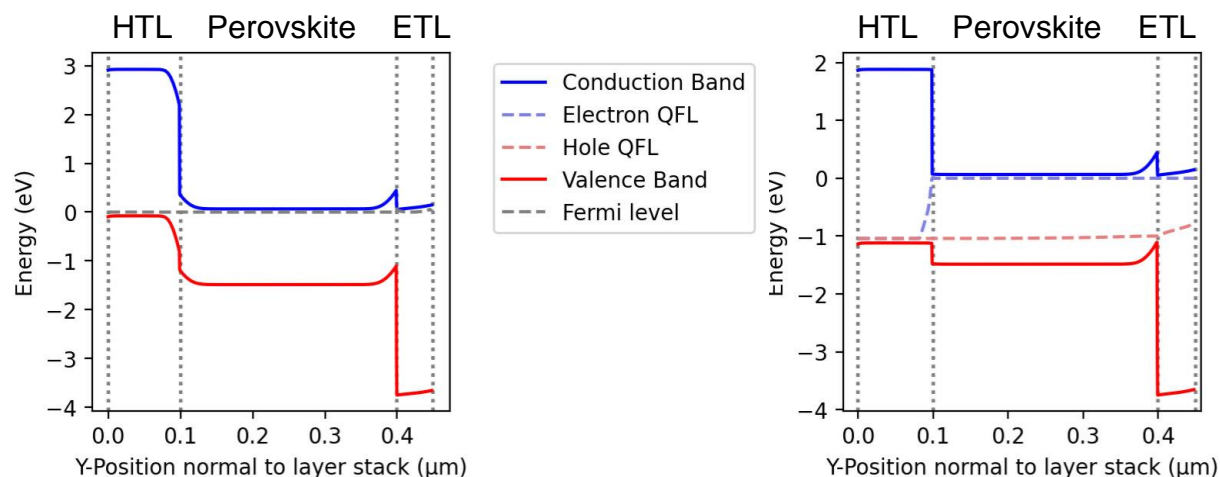 HTL Perovskite ETL
3
2
1
0
−1
−2
−3
−4
Energy (eV)
0.0 0.1 0.2 0.3 0.4
Y-Position normal to layer stack (μm)
Conduction Band
Electron QFL
Hole QFL
Valence Band
Fermi level
HTL Perovskite ETL
2
1
0
−1
−2
−3
−4
Energy (eV)
0.0 0.1 0.2 0.3 0.4
Y-Position normal to layer stack (μm)